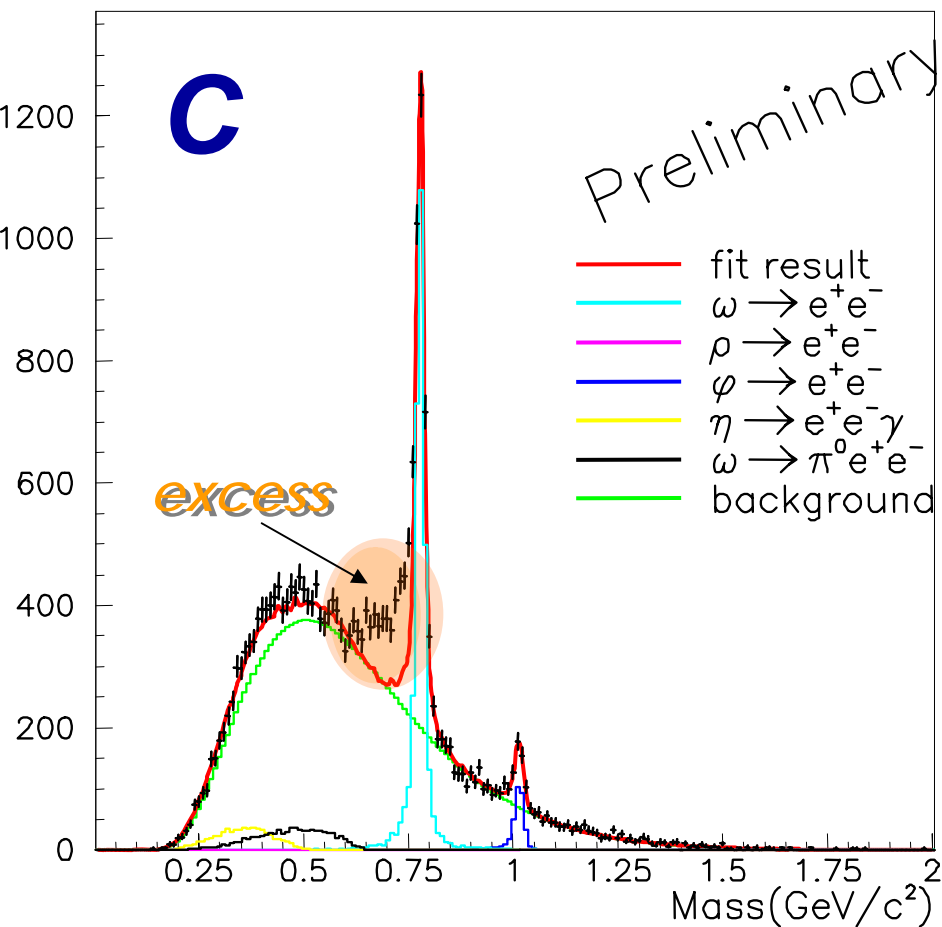 C
Preliminary
1200
1000
800
600
400
200
0
fit result
ω → e⁺e⁻
ρ → e⁺e⁻
φ → e⁺e⁻
η → e⁺e⁻γ
ω → π⁰e⁺e⁻
background
excess
0.25 0.5 0.75 1 1.25 1.5 1.75 2
Mass(GeV/c²)